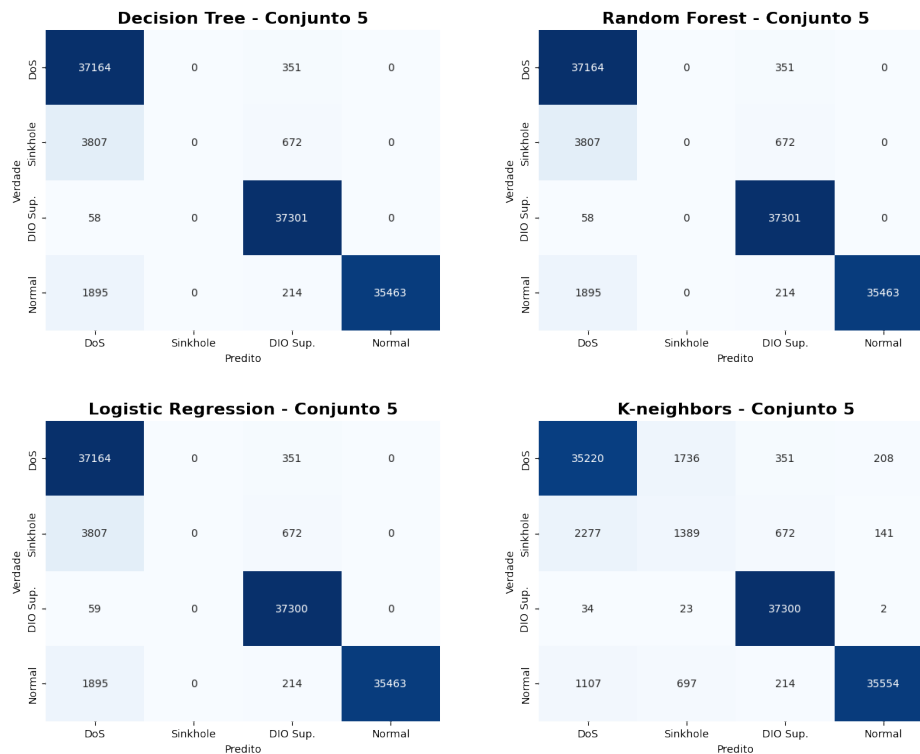 Decision Tree - Conjunto 5
Verdade
DoS 37164 0 351 0
Sinkhole 3807 0 672 0
DIO Sup. 58 0 37301 0
Normal 1895 0 214 35463
DoS Sinkhole DIO Sup. Normal
Predito
Random Forest - Conjunto 5
Verdade
DoS 37164 0 351 0
Sinkhole 3807 0 672 0
DIO Sup. 58 0 37301 0
Normal 1895 0 214 35463
DoS Sinkhole DIO Sup. Normal
Predito
Logistic Regression - Conjunto 5
Verdade
DoS 37164 0 351 0
Sinkhole 3807 0 672 0
DIO Sup. 59 0 37300 0
Normal 1895 0 214 35463
DoS Sinkhole DIO Sup. Normal
Predito
K-neighbors - Conjunto 5
Verdade
DoS 35220 1736 351 208
Sinkhole 2277 1389 672 141
DIO Sup. 34 23 37300 2
Normal 1107 697 214 35554
DoS Sinkhole DIO Sup. Normal
Predito